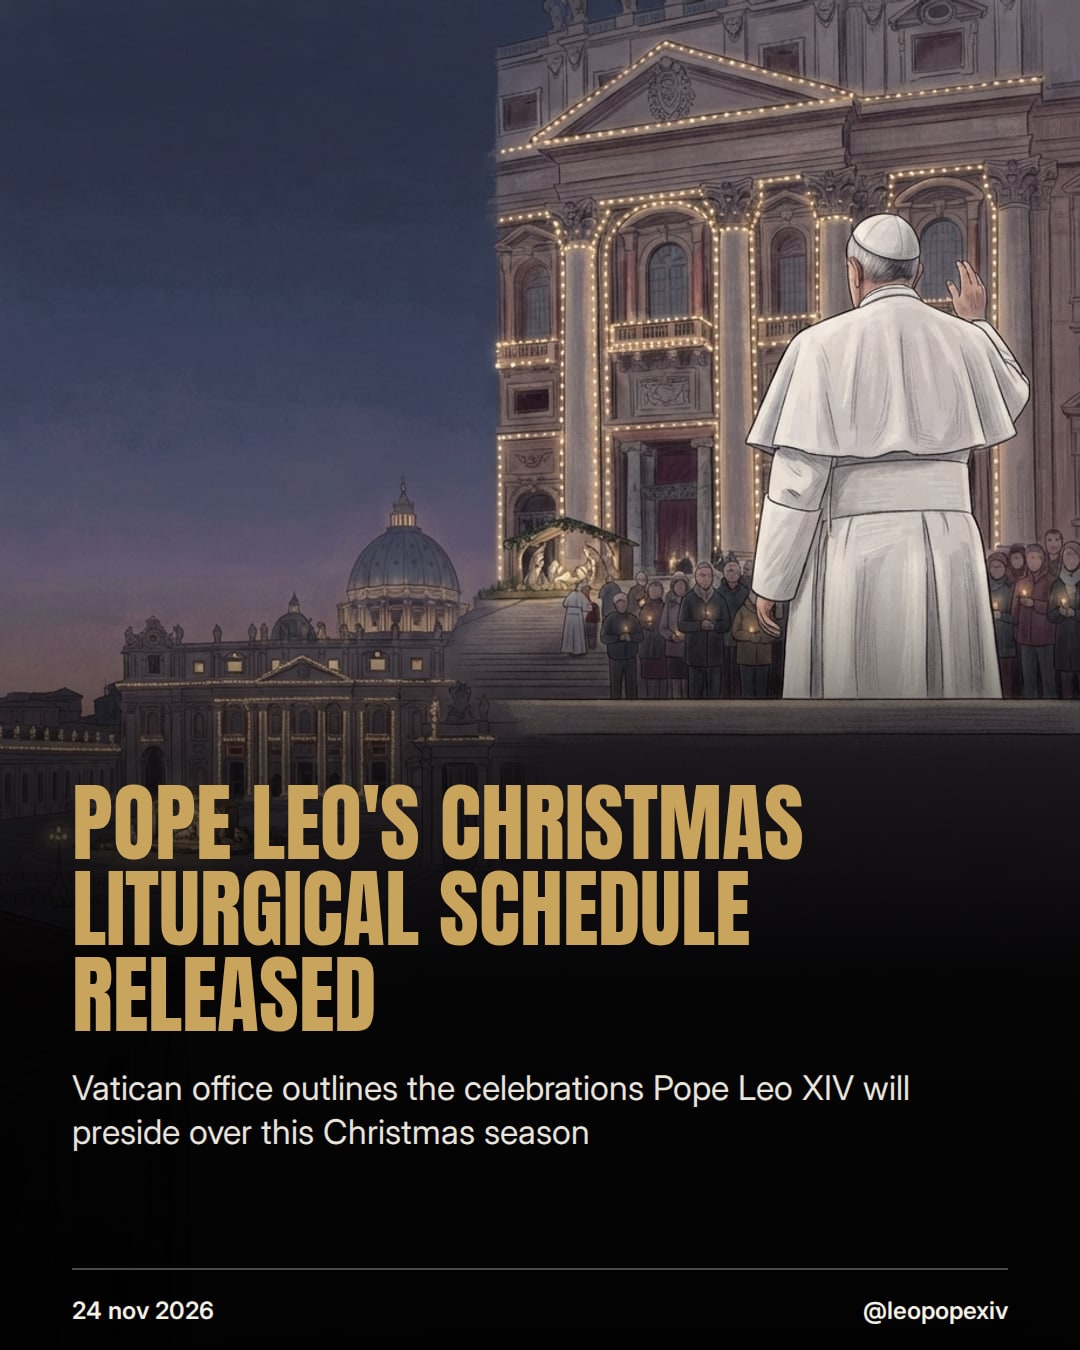 POPE LEO'S CHRISTMAS
LITURGICAL SCHEDULE
RELEASED
Vatican office outlines the celebrations Pope Leo XIV will
preside over this Christmas season
24 nov 2026
@leopopexiv